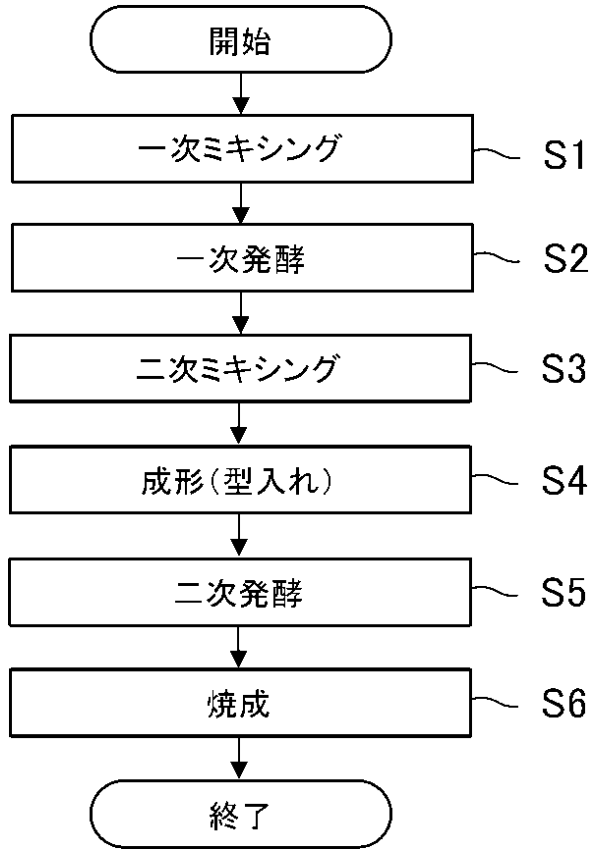 開始
一次ミキシング S1
一次発酵 S2
二次ミキシング S3
成形(型入れ) S4
二次発酵 S5
焼成 S6
終了